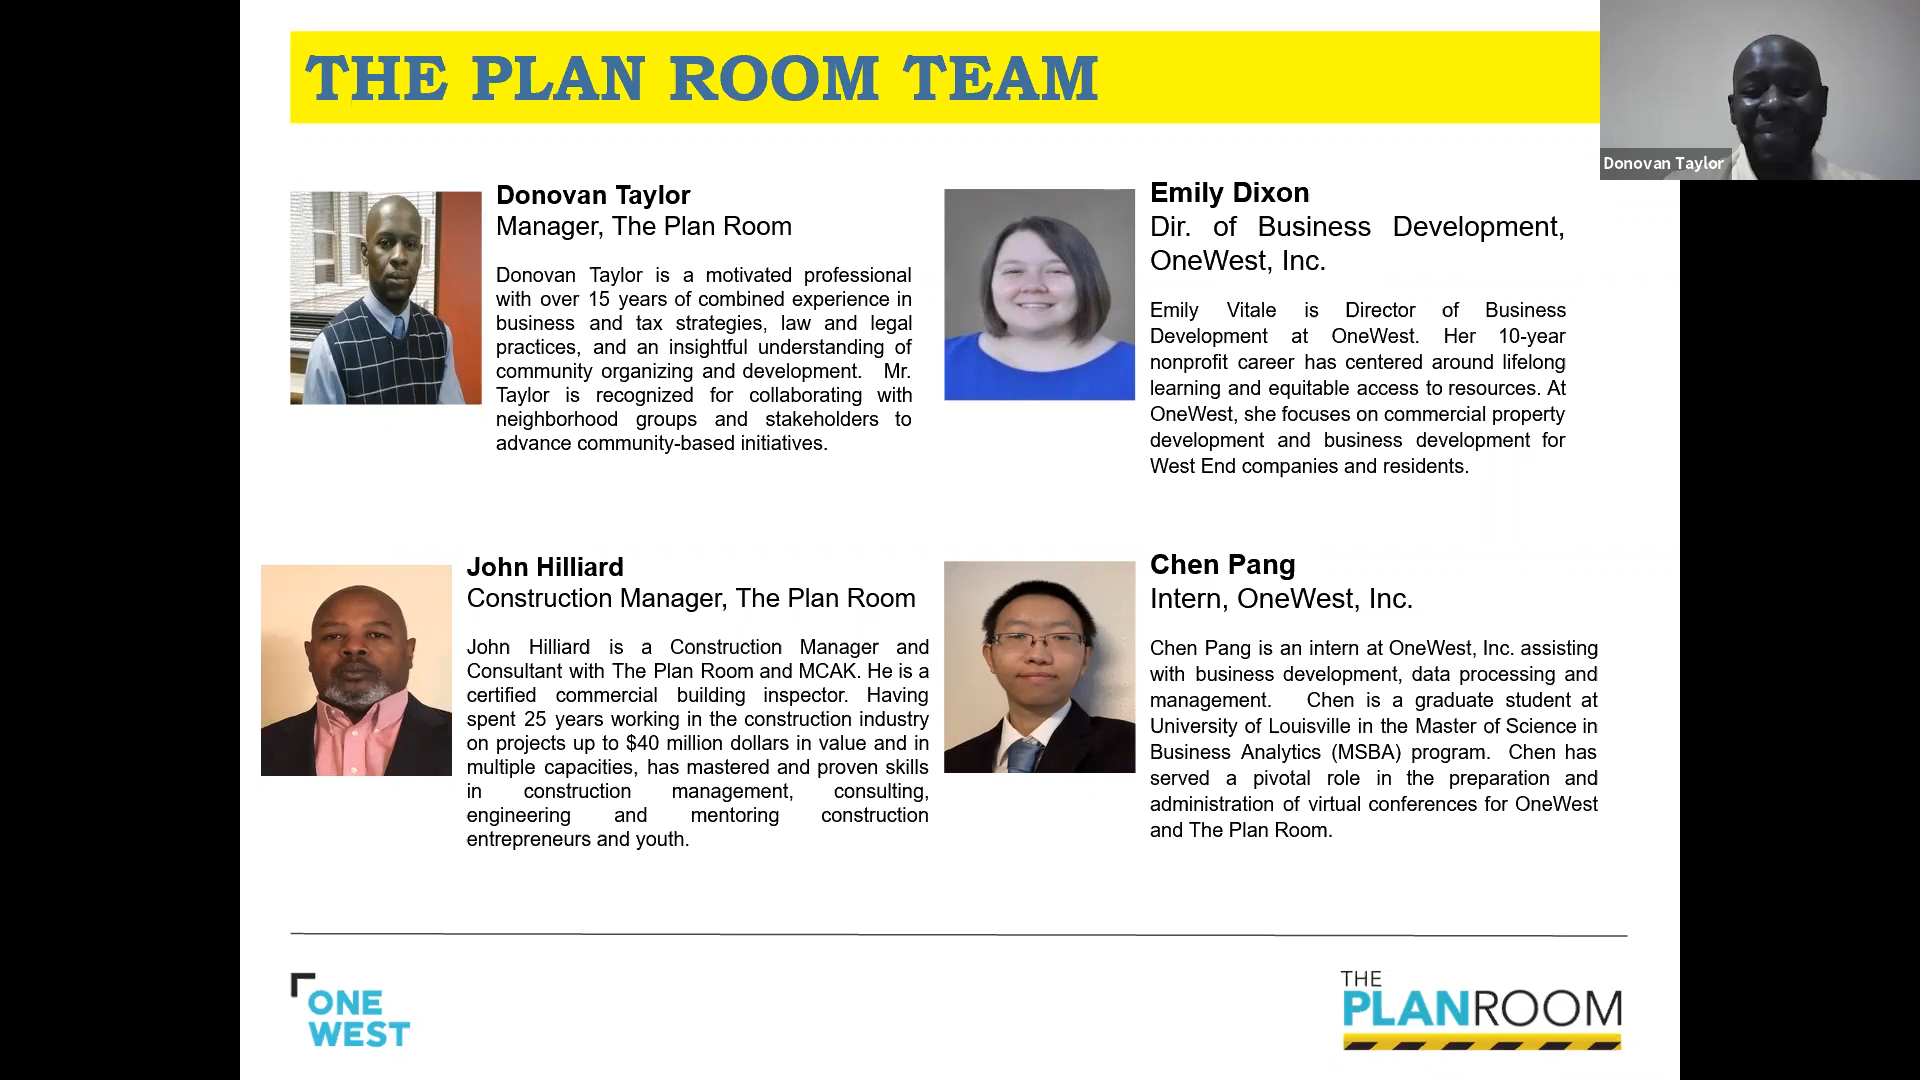 THE PLAN ROOM TEAM
Donovan Taylor
Donovan Taylor
Manager, The Plan Room
Donovan Taylor is a motivated professional
with over 15 years of combined experience in
business and tax strategies, law and legal
practices, and an insightful understanding of
community organizing and development. Mr.
Taylor is recognized for collaborating with
neighborhood groups and stakeholders to
advance community-based initiatives.
Emily Dixon
Dir. of Business Development,
OneWest, Inc.
Emily Vitale is Director of Business
Development at OneWest. Her 10-year
nonprofit career has centered around lifelong
learning and equitable access to resources. At
OneWest, she focuses on commercial property
development and business development for
West End companies and residents.
John Hilliard
Construction Manager, The Plan Room
John Hilliard is a Construction Manager and
Consultant with The Plan Room and MCAK. He is a
certified commercial building inspector. Having
spent 25 years working in the construction industry
on projects up to $40 million dollars in value and in
multiple capacities, has mastered and proven skills
in construction management, consulting,
engineering and mentoring construction
entrepreneurs and youth.
Chen Pang
Intern, OneWest, Inc.
Chen Pang is an intern at OneWest, Inc. assisting
with business development, data processing and
management. Chen is a graduate student at
University of Louisville in the Master of Science in
Business Analytics (MSBA) program. Chen has
served a pivotal role in the preparation and
administration of virtual conferences for OneWest
and The Plan Room.
ONE
WEST
THE
PLANROOM